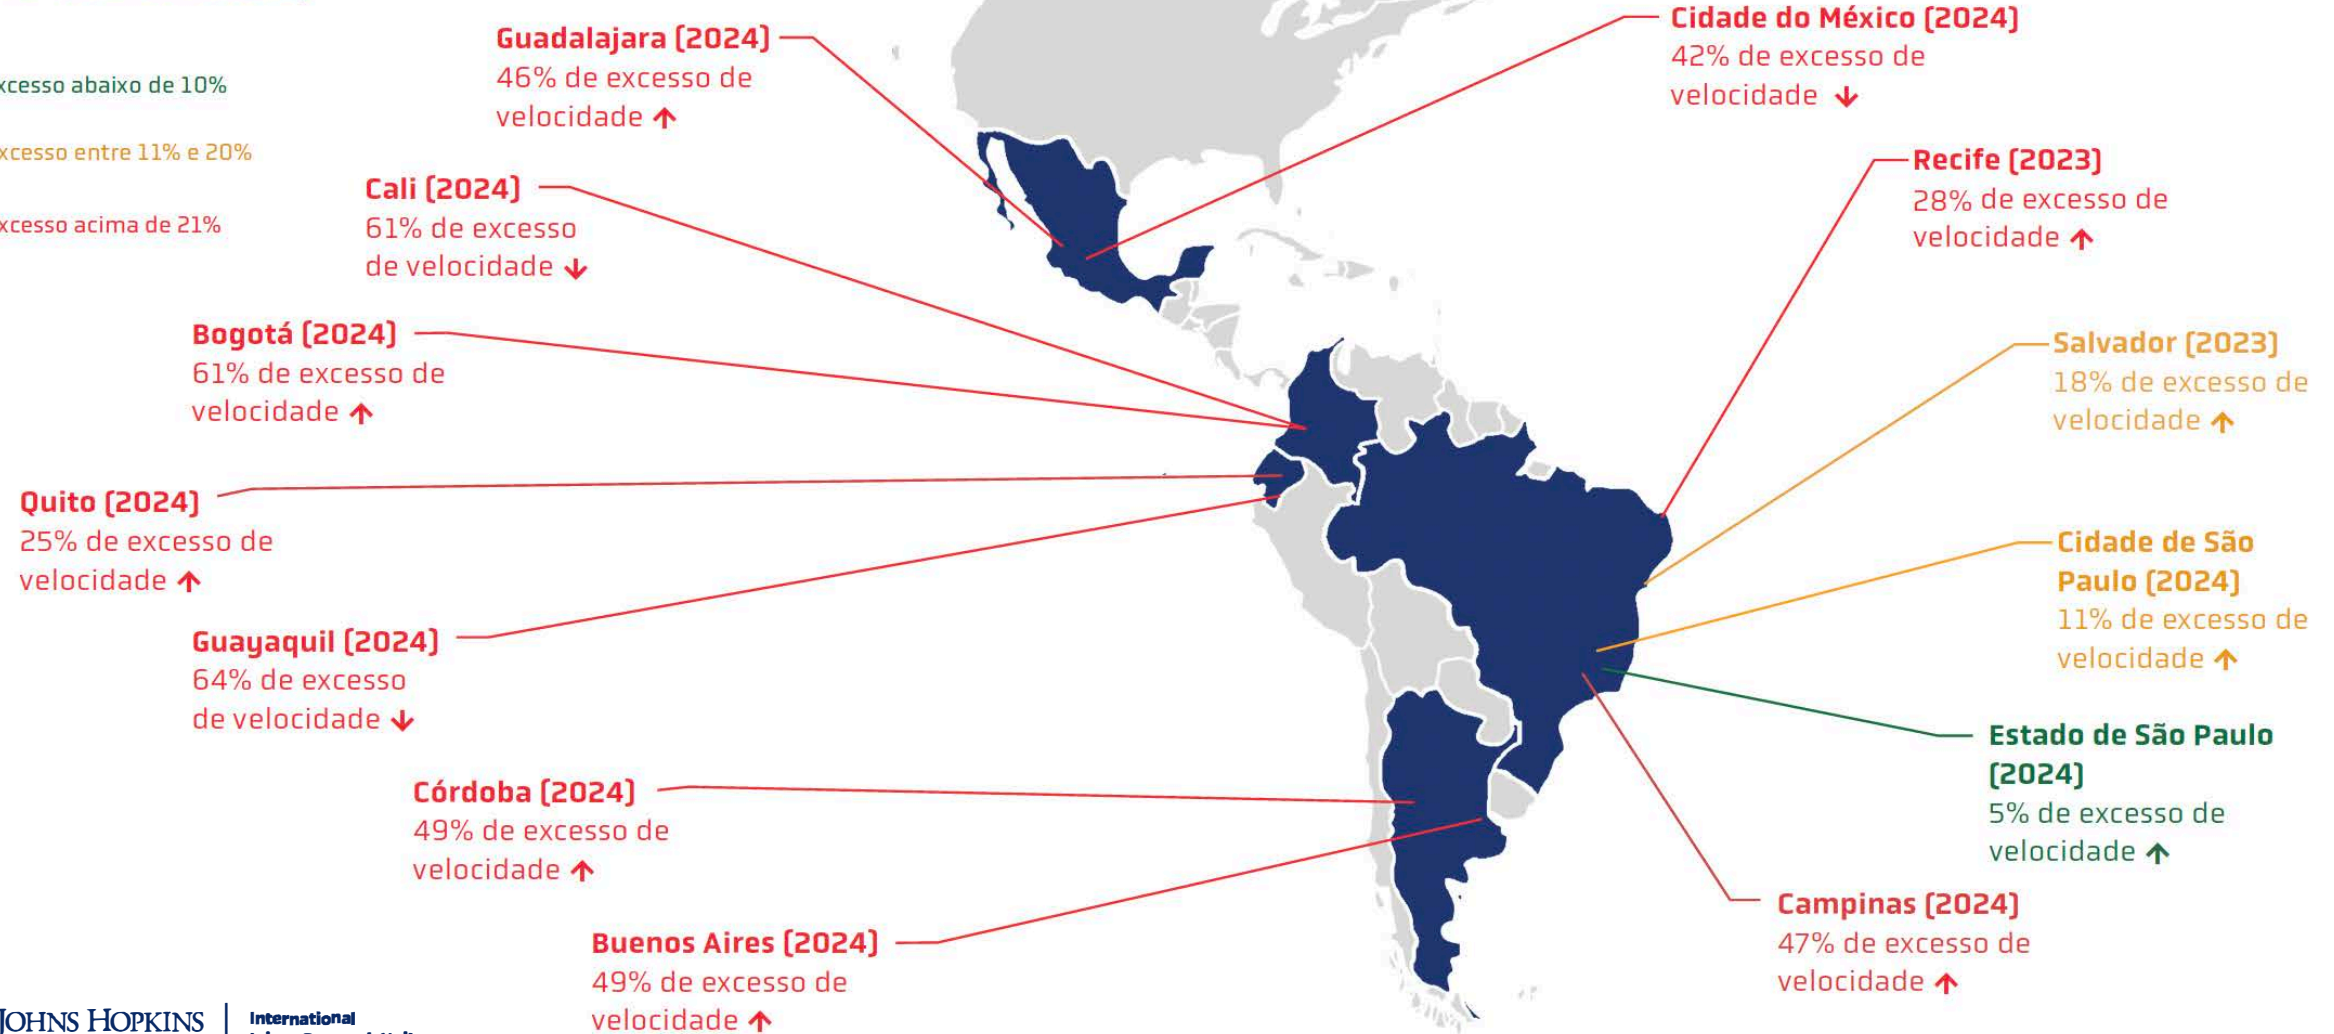 Guadalajara (2024)
46% de excesso de
velocidade ↑
Cidade do México (2024)
42% de excesso de
velocidade ↓
xcesso abaixo de 10%
xcesso entre 11% e 20%
xcesso acima de 21%
Cali (2024)
61% de excesso
de velocidade ↓
Recife (2023)
28% de excesso de
velocidade ↑
Bogotá (2024)
61% de excesso de
velocidade ↑
Salvador (2023)
18% de excesso de
velocidade ↑
Quito (2024)
25% de excesso de
velocidade ↑
Cidade de São
Paulo (2024)
11% de excesso de
velocidade ↑
Guayaquil (2024)
64% de excesso
de velocidade ↓
Estado de São Paulo
(2024)
5% de excesso de
velocidade ↑
Córdoba (2024)
49% de excesso de
velocidade ↑
Campinas (2024)
47% de excesso de
velocidade ↑
Buenos Aires (2024)
49% de excesso de
velocidade ↑
JOHNS HOPKINS
International